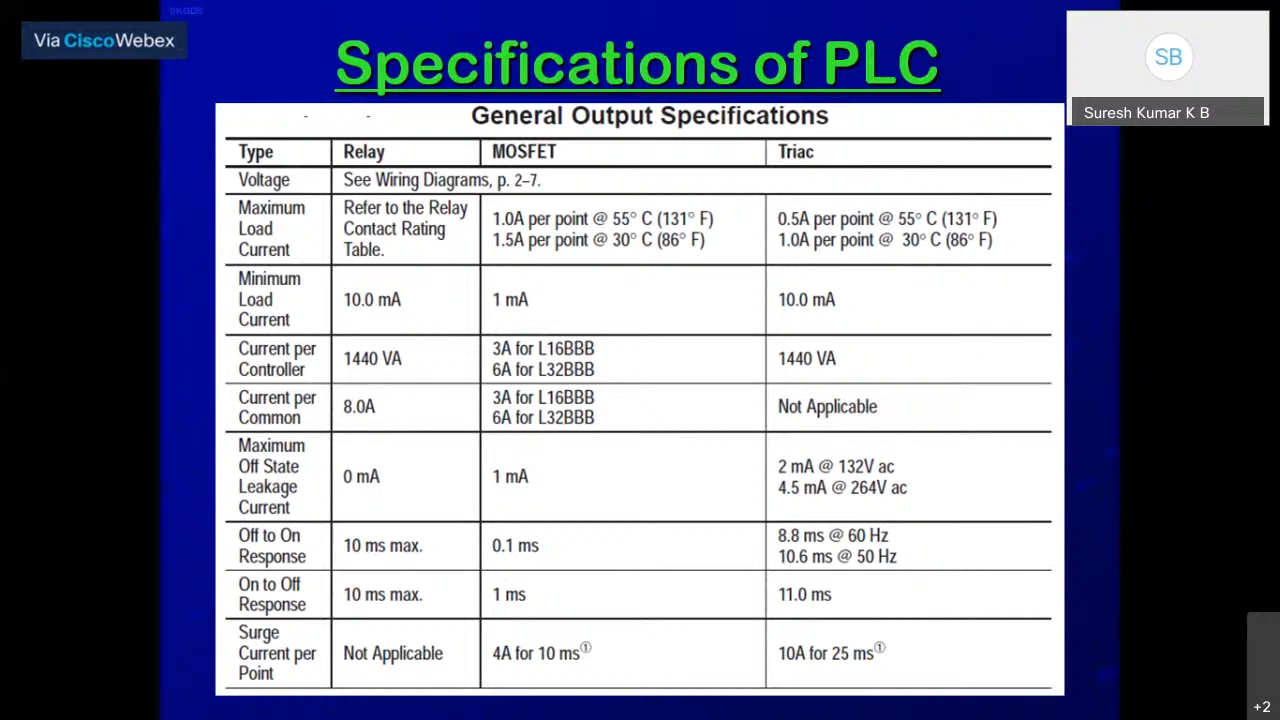 SKGDE
Via Cisco Webex
Specifications of PLC
SB
Suresh Kumar K B
General Output Specifications
Type Relay MOSFET Triac
Voltage See Wiring Diagrams, p. 2–7.
Maximum Load Current
Refer to the Relay Contact Rating Table.
1.0A per point @ 55° C (131° F)
1.5A per point @ 30° C (86° F)
0.5A per point @ 55° C (131° F)
1.0A per point @ 30° C (86° F)
Minimum Load Current
10.0 mA
1 mA
10.0 mA
Current per Controller
1440 VA
3A for L16BBB
6A for L32BBB
1440 VA
Current per Common
8.0A
3A for L16BBB
6A for L32BBB
Not Applicable
Maximum Off State Leakage Current
0 mA
1 mA
2 mA @ 132V ac
4.5 mA @ 264V ac
Off to On Response
10 ms max.
0.1 ms
8.8 ms @ 60 Hz
10.6 ms @ 50 Hz
On to Off Response
10 ms max.
1 ms
11.0 ms
Surge Current per Point
Not Applicable
4A for 10 ms①
10A for 25 ms①
+2